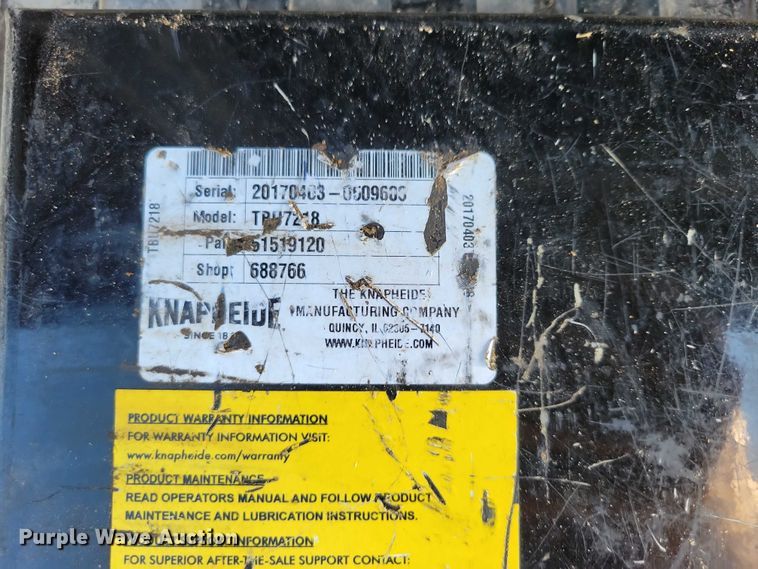 Serial: 20170403-0609606
Model: TBH7218
Part: 51519120
Shop: 688766
TBH7218
20170403
KNAPHEIDE
SINCE 18
THE KNAPHEIDE
MANUFACTURING COMPANY
QUINCY, IL 62305-7140
WWW.KNAPHEIDE.COM
PRODUCT WARRANTY INFORMATION
FOR WARRANTY INFORMATION VISIT:
www.knapheide.com/warranty
PRODUCT MAINTENANCE
READ OPERATORS MANUAL AND FOLLOW PRODUCT
MAINTENANCE AND LUBRICATION INSTRUCTIONS.
INFORMATION
FOR SUPERIOR AFTER-THE-SALE SUPPORT CONTACT:
Purple Wave Auction